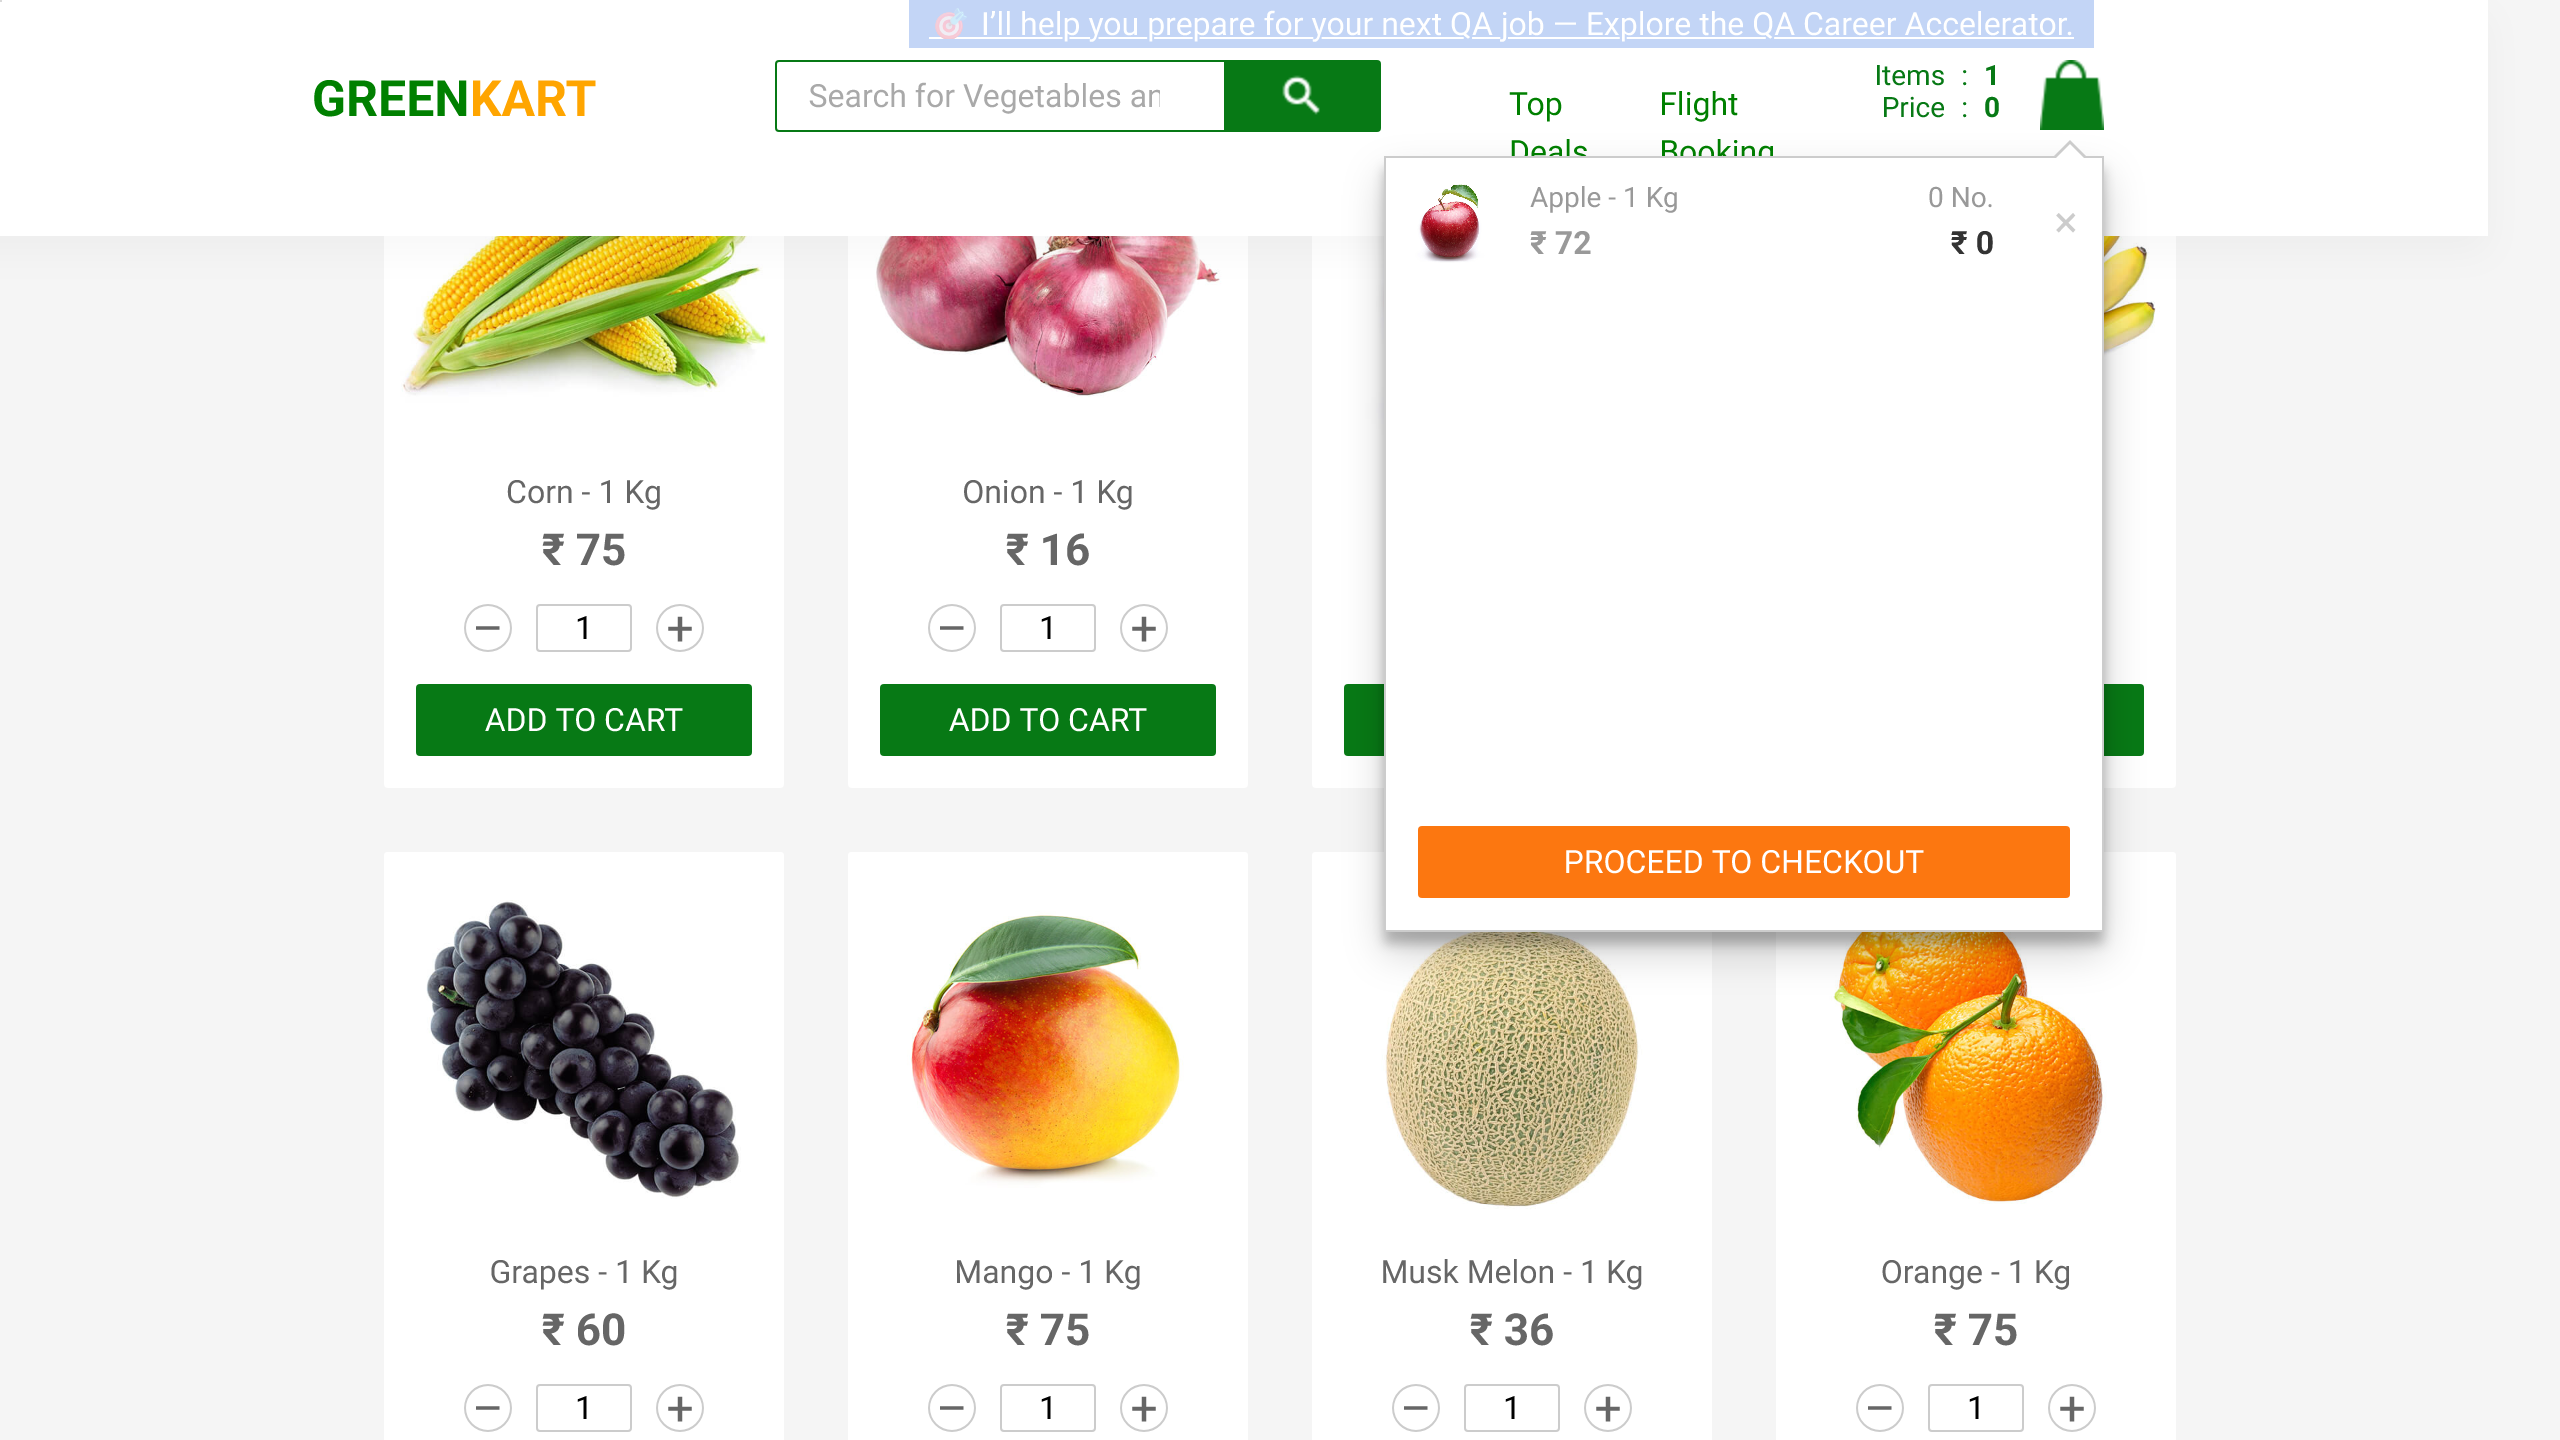 🎯 I’ll help you prepare for your next QA job — Explore the QA Career Accelerator.
GREENKART
Search for Vegetables an
Top Deals
Flight Booking
Items : 1
Price : 0
Apple - 1 Kg
₹ 72
0 No.
₹ 0
×
PROCEED TO CHECKOUT
Corn - 1 Kg
₹ 75
– 1 +
ADD TO CART
Onion - 1 Kg
₹ 16
– 1 +
ADD TO CART
Grapes - 1 Kg
₹ 60
– 1 +
Mango - 1 Kg
₹ 75
– 1 +
Musk Melon - 1 Kg
₹ 36
– 1 +
Orange - 1 Kg
₹ 75
– 1 +